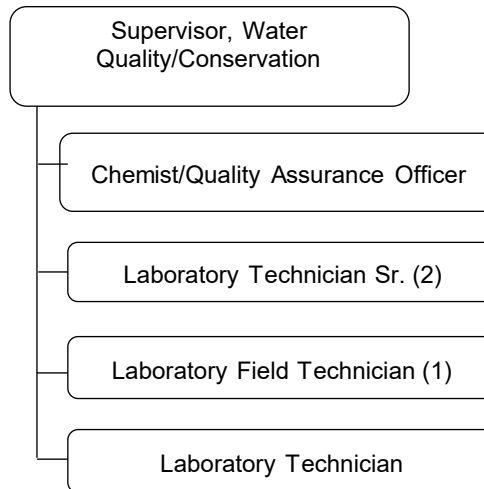 Supervisor, Water
Quality/Conservation
Chemist/Quality Assurance Officer
Laboratory Technician Sr. (2)
Laboratory Field Technician (1)
Laboratory Technician